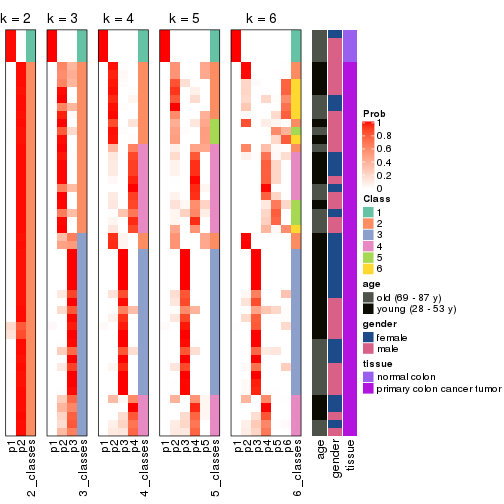 k = 2
k = 3
k = 4
k = 5
k = 6
p1
p2
2_classes
p1
p2
p3
3_classes
p1
p2
p3
p4
4_classes
p1
p2
p3
p4
p5
5_classes
p1
p2
p3
p4
p5
p6
6_classes
age
gender
tissue
Prob
1
0.8
0.6
0.4
0.2
0
Class
1
2
3
4
5
6
age
old (69 - 87 y)
young (28 - 53 y)
gender
female
male
tissue
normal colon
primary colon cancer tumor